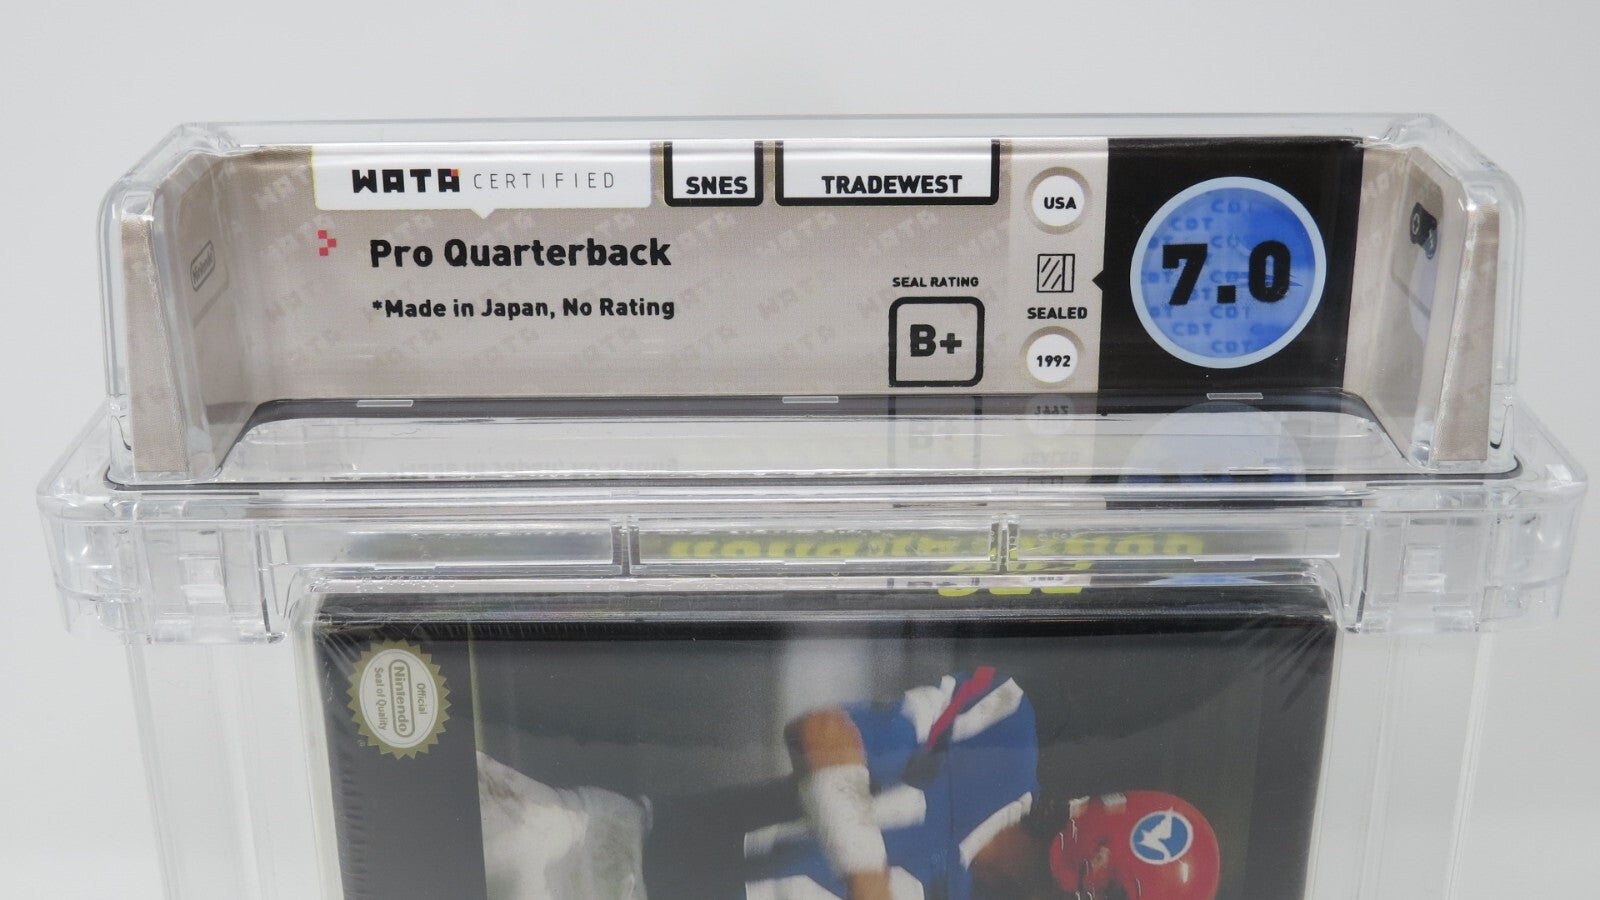 WATA CERTIFIED
SNES
TRADEWEST
Pro Quarterback
*Made in Japan, No Rating
SEAL RATING
B+
USA
SEALED
1992
7.0
Official
Nintendo
Seal of Quality
Nintendo